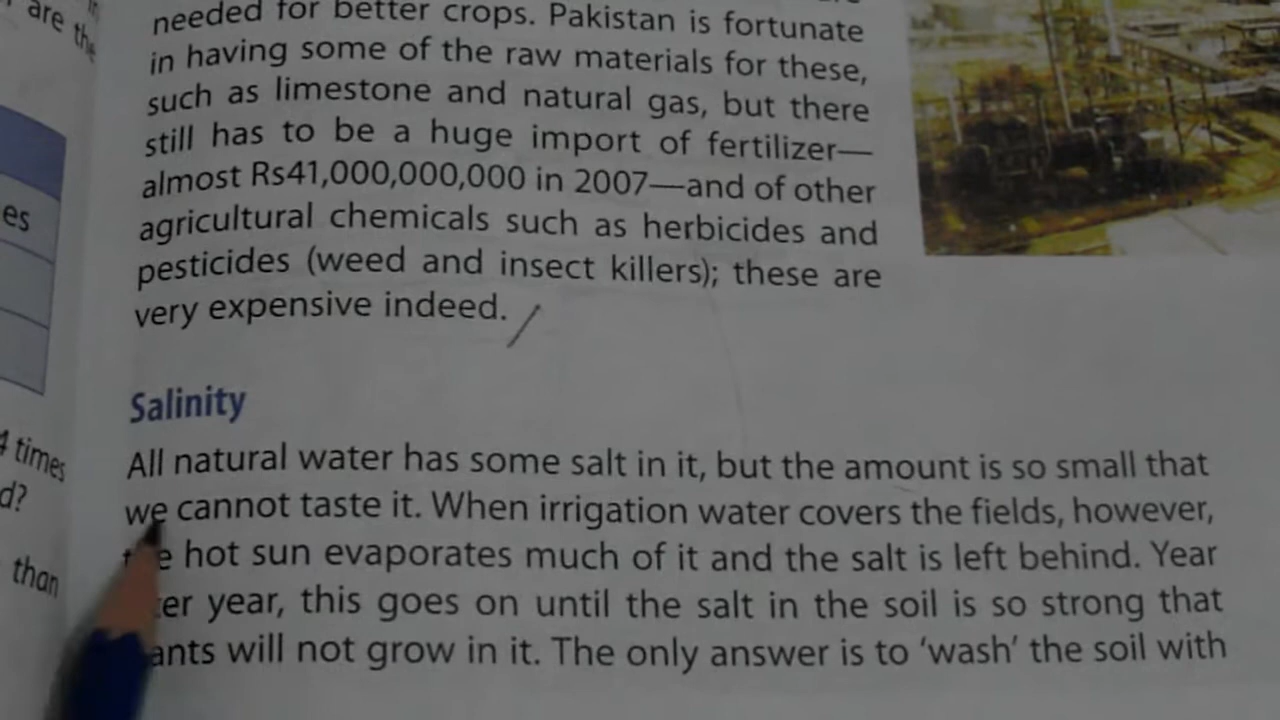 are the
es
4 times
d?
than
needed for better crops. Pakistan is fortunate
in having some of the raw materials for these,
such as limestone and natural gas, but there
still has to be a huge import of fertilizer—
almost Rs41,000,000,000 in 2007—and of other
agricultural chemicals such as herbicides and
pesticides (weed and insect killers); these are
very expensive indeed.
Salinity
All natural water has some salt in it, but the amount is so small that
we cannot taste it. When irrigation water covers the fields, however,
hot sun evaporates much of it and the salt is left behind. Year
er year, this goes on until the salt in the soil is so strong that
ants will not grow in it. The only answer is to ‘wash’ the soil with